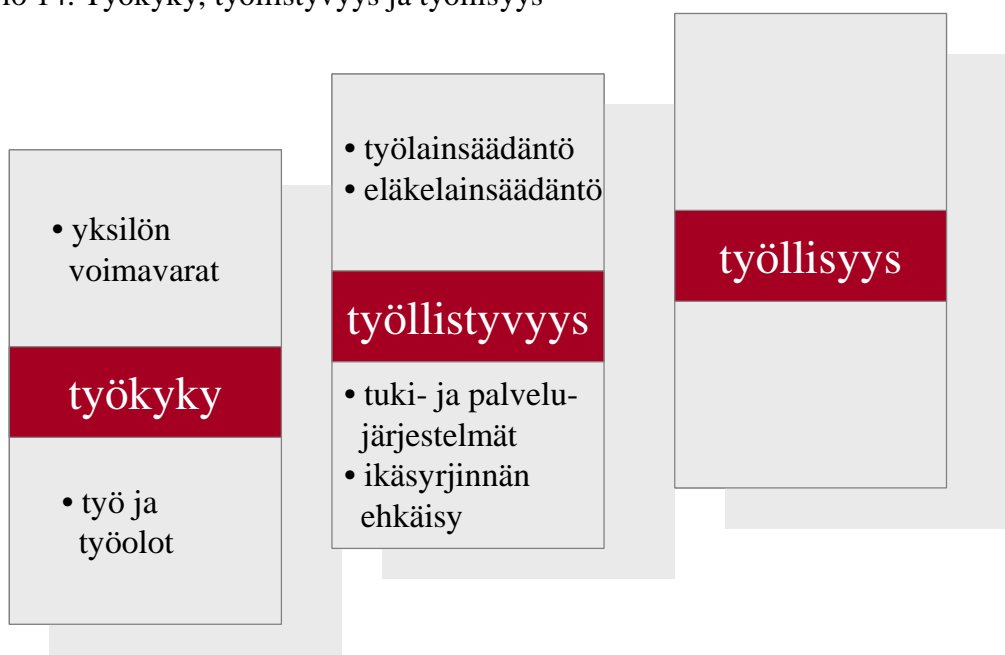 14. Työkyky, työllistyvyys ja työllisyys
• yksilön
voimavarat
työkyky
• työ ja
työolot
• työlainsäädäntö
• eläkelainsäädäntö
työllistyvyys
• tuki- ja palvelu-
järjestelmät
• ikäsyrjinnän
ehkäisy
työllisyys